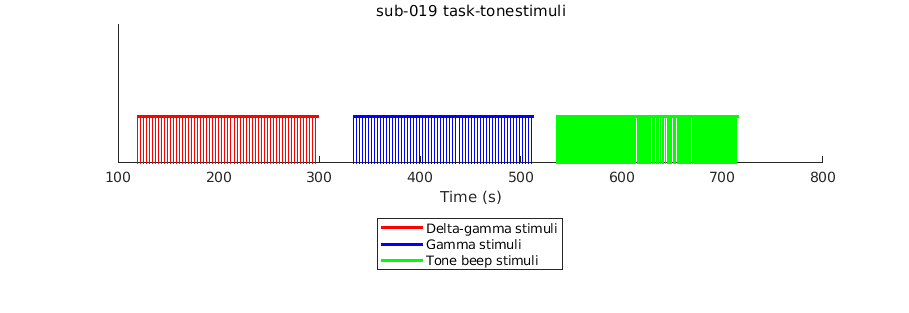 sub-019 task-tonestimuli
100 200 300 400 500 600 700 800
Time (s)
Delta-gamma stimuli
Gamma stimuli
Tone beep stimuli